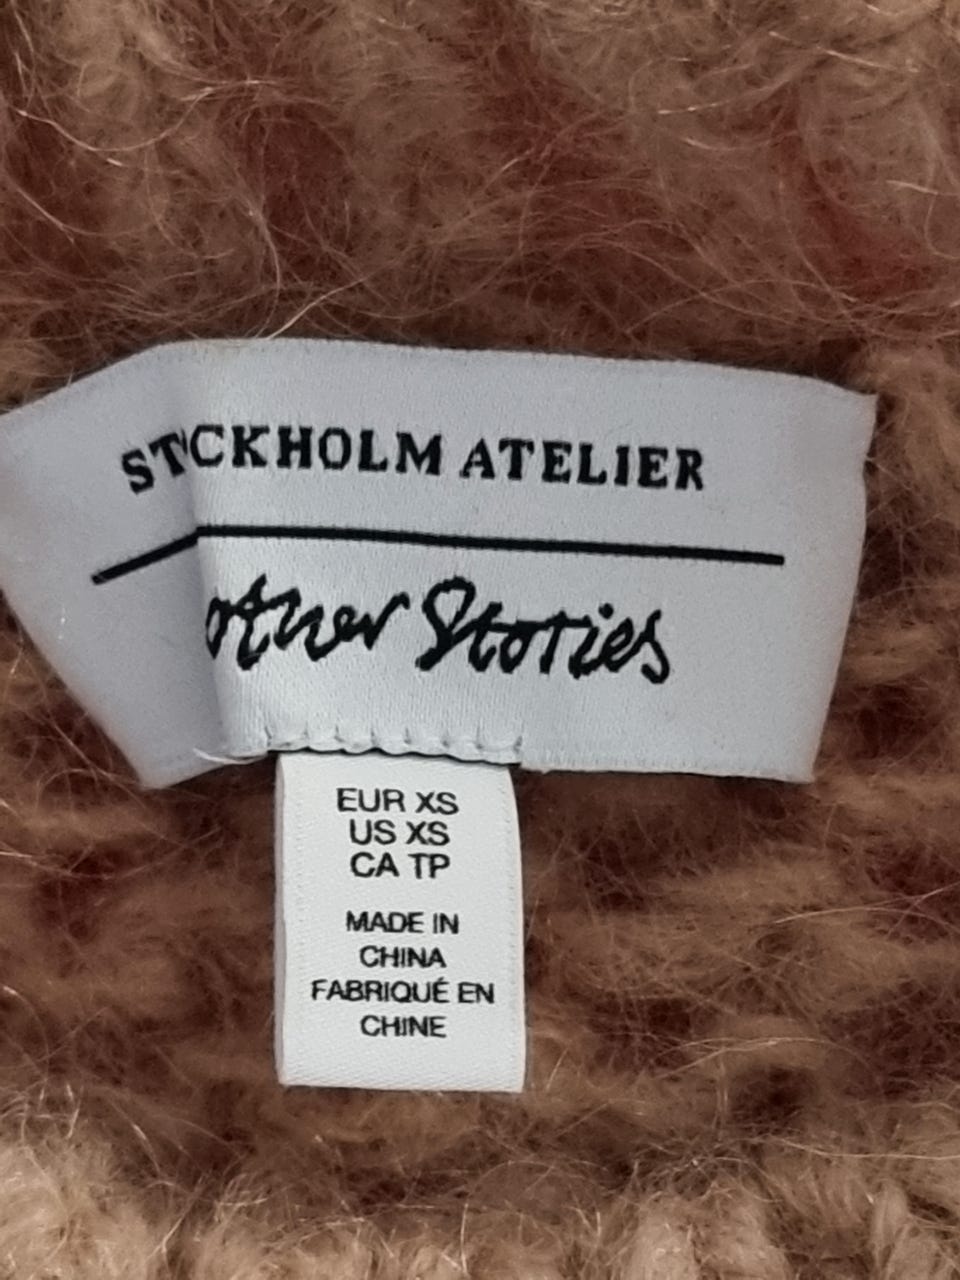 STOCKHOLM ATELIER
other Stories
EUR XS
US XS
CA TP
MADE IN
CHINA
FABRIQUÉ EN
CHINE